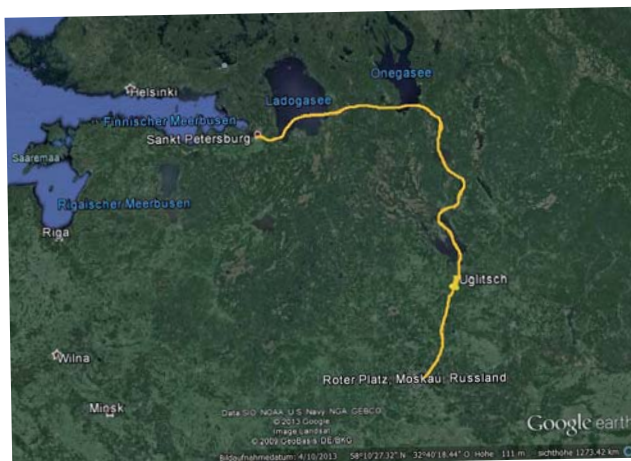 Onegasee
Helsinki
Ladogasee
Finnischer Meerbusen
Sankt Petersburg
Saaremaa
Rigaischer Meerbusen
Riga
Uglitsch
Wilna
Roter Platz, Moskau, Russland
Minsk
Data SIO, NOAA, U.S. Navy, NGA, GEBCO
© 2013 Google
Image Landsat
© 2009 GeoBasis-DE/BKG
Google earth
Bildaufnahmedatum: 4/10/2013 58°10'27.32" N 32°40'18.44" O Höhe 111 m sichthöhe 1273.42 km